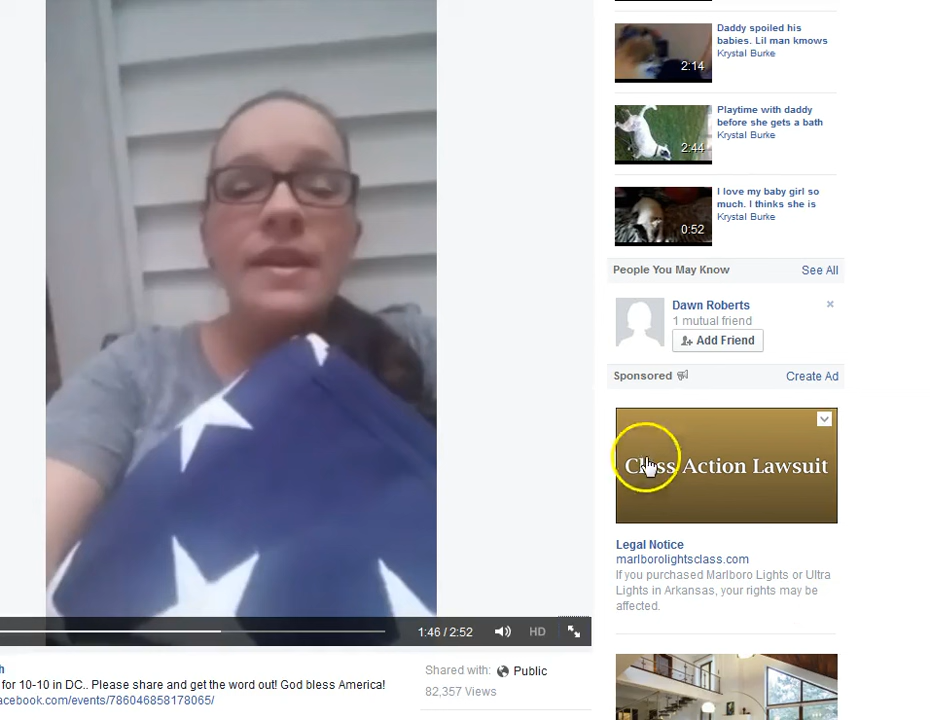 Daddy spoiled his
babies. Lil man kmows
Krystal Burke
2:14
Playtime with daddy
before she gets a bath
Krystal Burke
2:44
I love my baby girl so
much. I thinks she is
Krystal Burke
0:52
People You May Know
See All
Dawn Roberts
1 mutual friend
Add Friend
Sponsored
Create Ad
Class Action Lawsuit
Legal Notice
marlborolightsclass.com
If you purchased Marlboro Lights or Ultra
Lights in Arkansas, your rights may be
affected.
1:46 / 2:52
HD
h
for 10-10 in DC.. Please share and get the word out! God bless America!
acebook.com/events/786046858178065/
Shared with: Public
82,357 Views